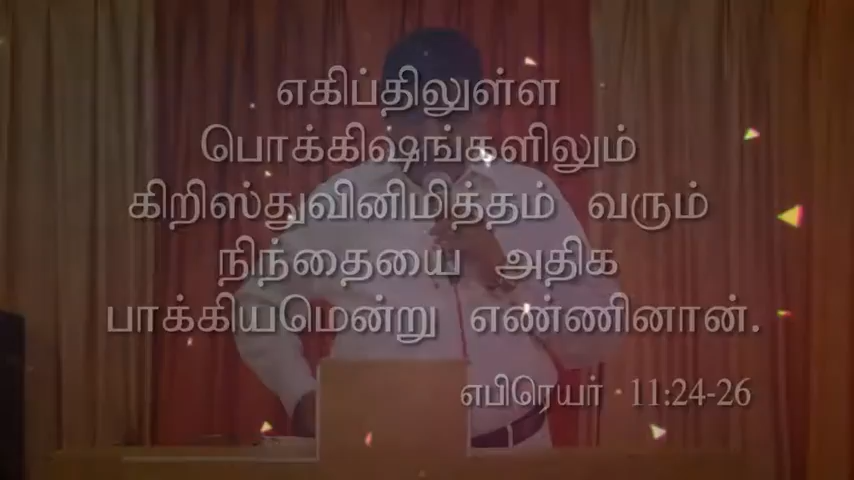 எகிப்திலுள்ள
பொக்கிஷங்களிலும்
கிறிஸ்துவினிமித்தம் வரும்
நிந்தையை அதிக
பாக்கியமென்று எண்ணினான்.
எபிரெயர் · 11:24-26